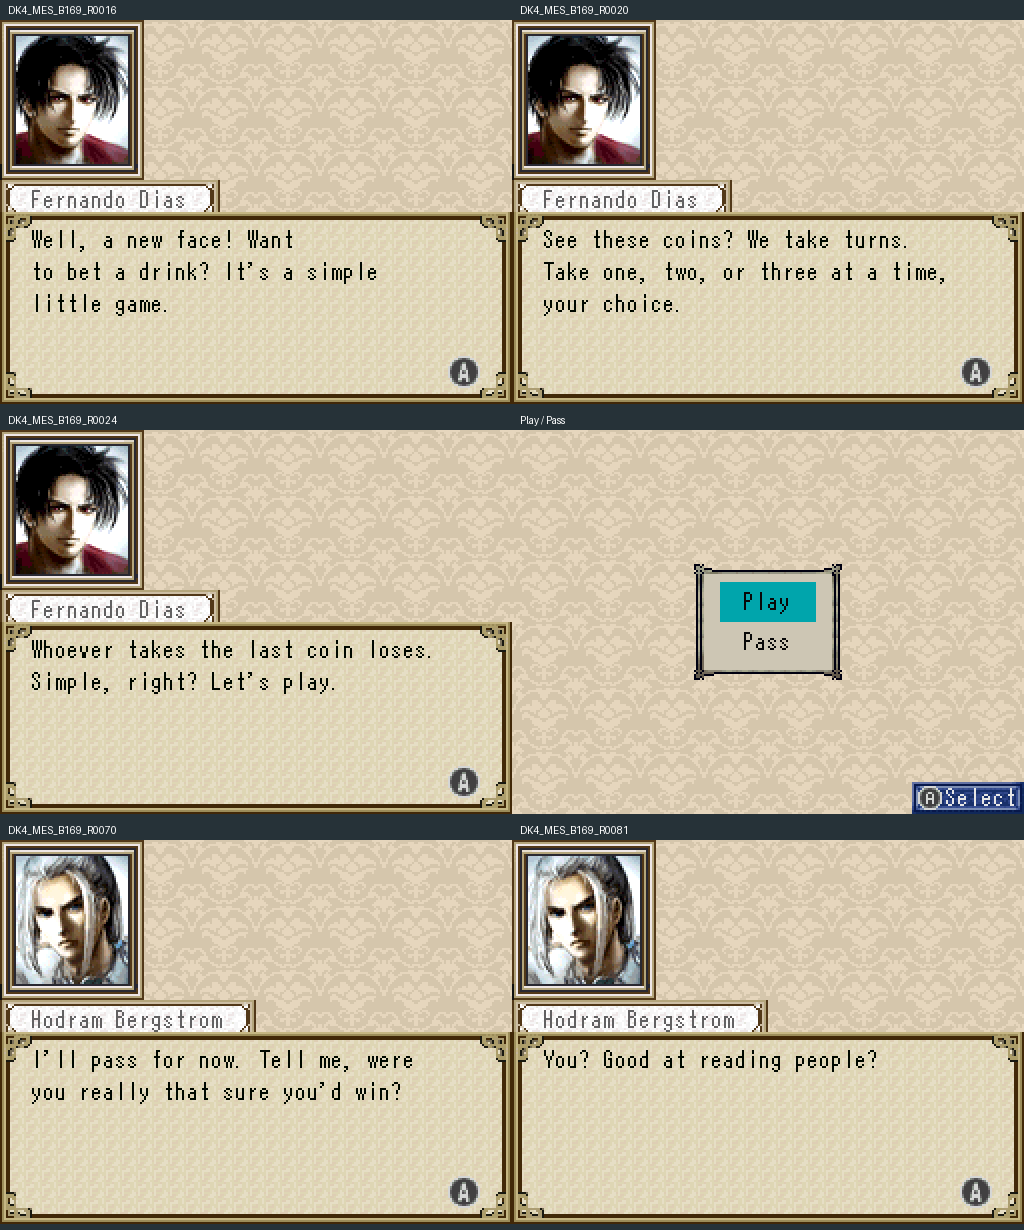 DK4_MES_B169_R0016
Fernando Dias
Well, a new face! Want
to bet a drink? It's a simple
little game.
A
DK4_MES_B169_R0020
Fernando Dias
See these coins? We take turns.
Take one, two, or three at a time,
your choice.
A
DK4_MES_B169_R0024
Fernando Dias
Whoever takes the last coin loses.
Simple, right? Let's play.
A
Play / Pass
Play
Pass
A Select
DK4_MES_B169_R0070
Hodram Bergstrom
I'll pass for now. Tell me, were
you really that sure you'd win?
A
DK4_MES_B169_R0081
Hodram Bergstrom
You? Good at reading people?
A